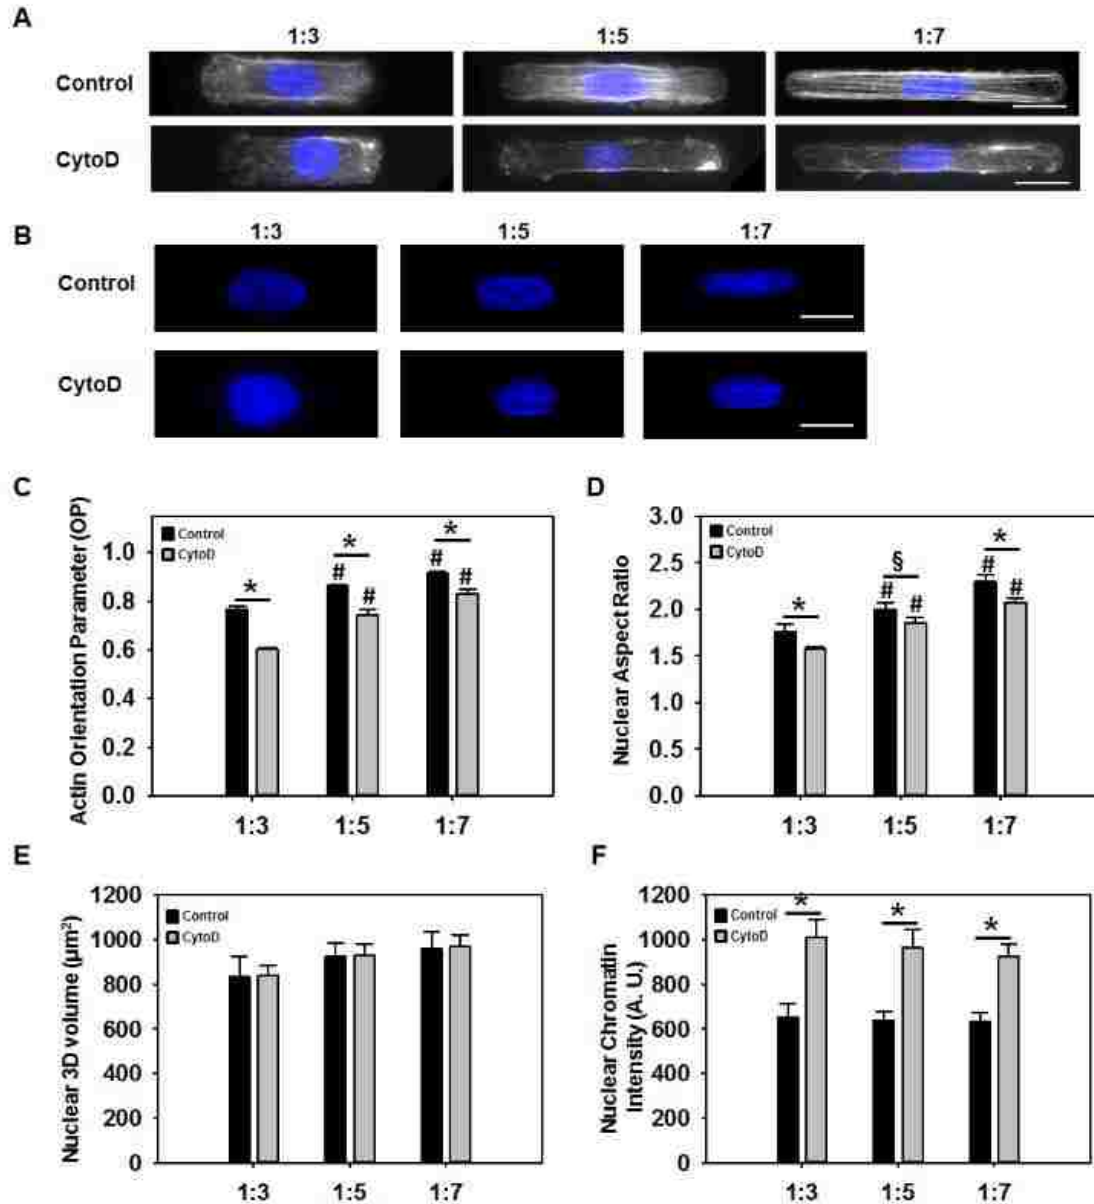 A
1:3 1:5 1:7
Control
CytoD
B
1:3 1:5 1:7
Control
CytoD
C
Actin Orientation Parameter (OP)
1.0
0.8
0.6
0.4
0.2
0.0
Control
CytoD
*
* # #
* # #
1:3 1:5 1:7
D
Nuclear Aspect Ratio
3.0
2.5
2.0
1.5
1.0
0.5
0.0
Control
CytoD
*
§ # #
* # #
1:3 1:5 1:7
E
Nuclear 3D volume (µm²)
1200
1000
800
600
400
200
0
Control
CytoD
1:3 1:5 1:7
F
Nuclear Chromatin
Intensity (A. U.)
1200
1000
800
600
400
200
0
Control
CytoD
* * *
1:3 1:5 1:7